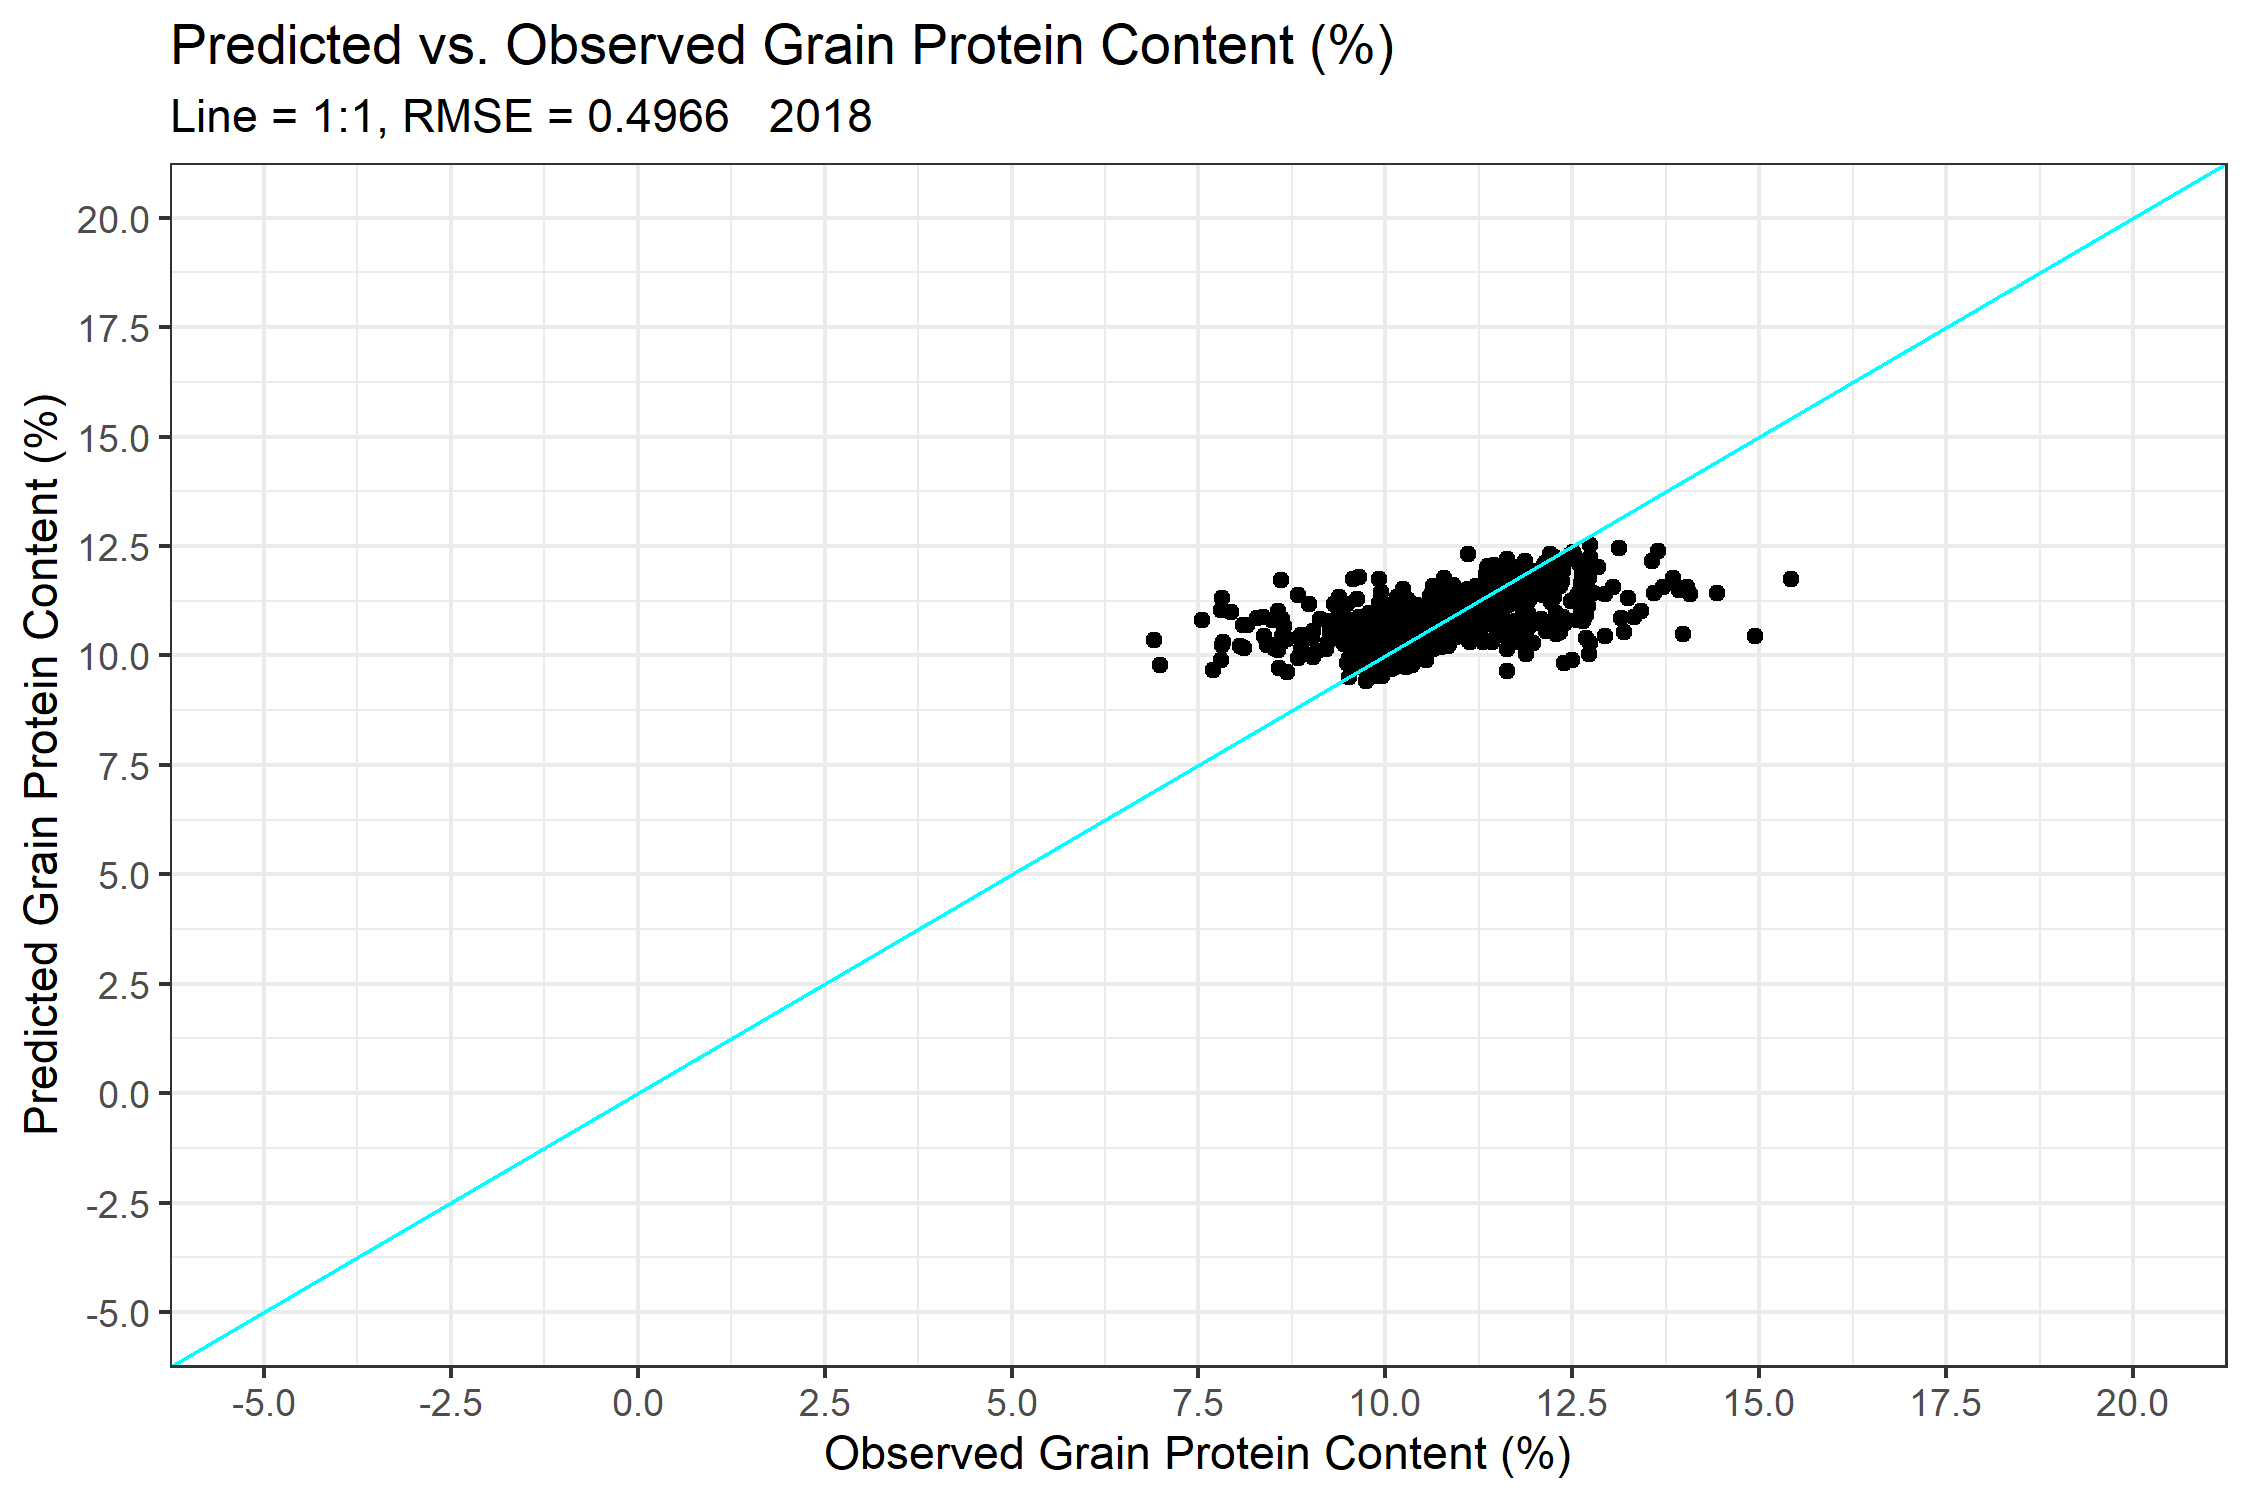 Predicted vs. Observed Grain Protein Content (%)
Line = 1:1, RMSE = 0.4966   2018
Predicted Grain Protein Content (%)
20.0
17.5
15.0
12.5
10.0
7.5
5.0
2.5
0.0
-2.5
-5.0
-5.0 -2.5 0.0 2.5 5.0 7.5 10.0 12.5 15.0 17.5 20.0
Observed Grain Protein Content (%)